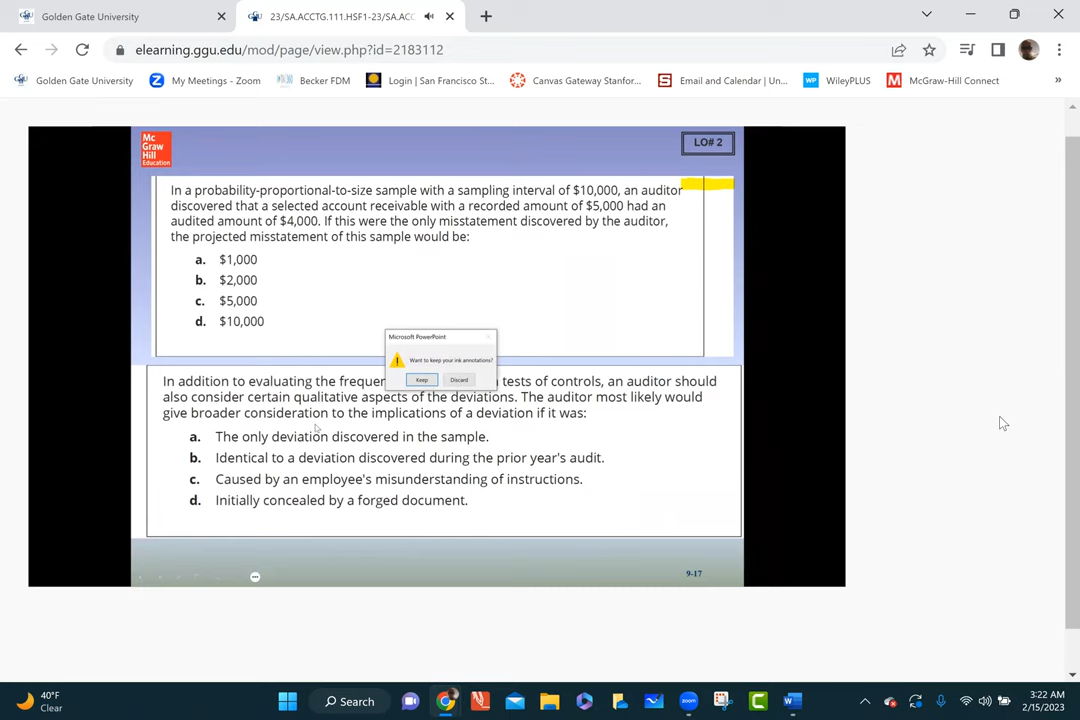 Golden Gate University
23/SA.ACCTG.111.HSF1-23/SA.ACC
elearning.ggu.edu/mod/page/view.php?id=2183112
Golden Gate University
My Meetings - Zoom
Becker FDM
Login | San Francisco St...
Canvas Gateway Stanfor...
Email and Calendar | Un...
WP
WileyPLUS
M
McGraw-Hill Connect
»
Mc
Graw
Hill
Education
LO# 2
In a probability-proportional-to-size sample with a sampling interval of $10,000, an auditor
discovered that a selected account receivable with a recorded amount of $5,000 had an
audited amount of $4,000. If this were the only misstatement discovered by the auditor,
the projected misstatement of this sample would be:
a. $1,000
b. $2,000
c. $5,000
d. $10,000
Microsoft PowerPoint
Want to keep your ink annotations?
Keep
Discard
In addition to evaluating the frequen tests of controls, an auditor should
also consider certain qualitative aspects of the deviations. The auditor most likely would
give broader consideration to the implications of a deviation if it was:
a. The only deviation discovered in the sample.
b. Identical to a deviation discovered during the prior year's audit.
c. Caused by an employee's misunderstanding of instructions.
d. Initially concealed by a forged document.
9-17
40°F
Clear
Search
zoom
3:22 AM
2/15/2023